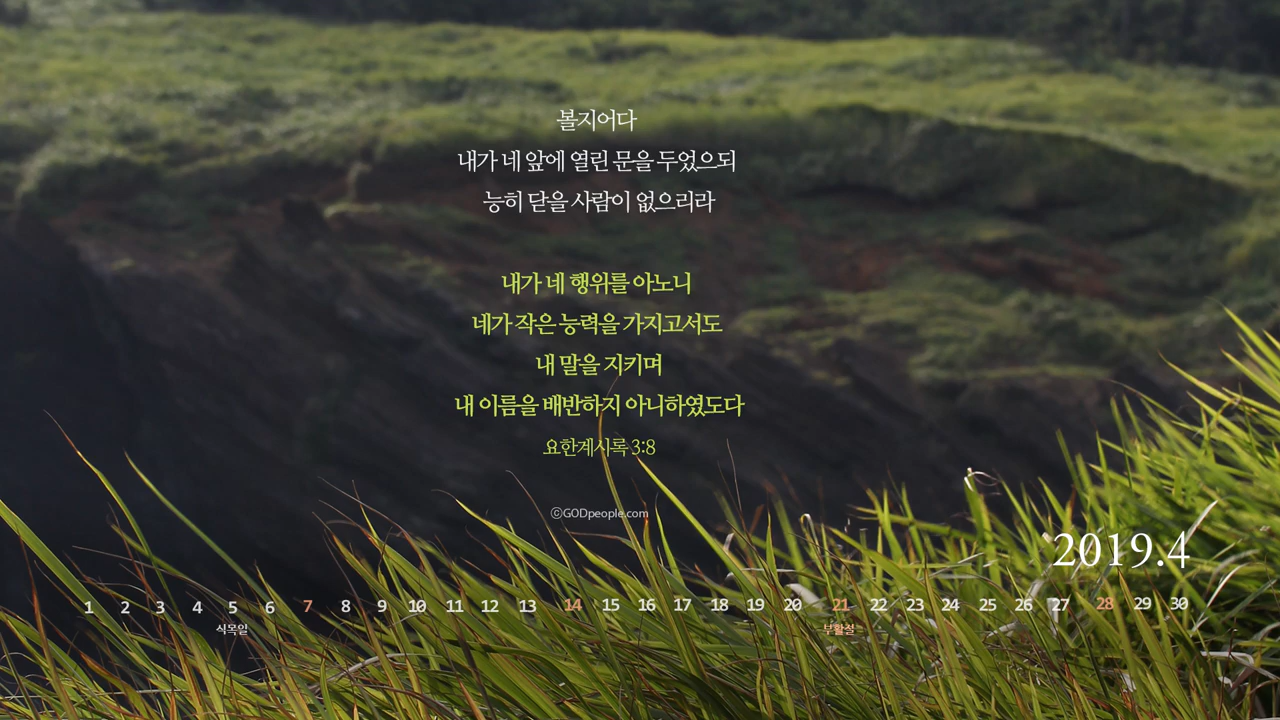 볼지어다
내가 네 앞에 열린 문을 두었으되
능히 닫을 사람이 없으리라
내가 네 행위를 아노니
네가 작은 능력을 가지고서도
내 말을 지키며
내 이름을 배반하지 아니하였도다
요한계시록 3:8
ⓒGODpeople.com
2019.4
1 2 3 4 5 6 7 8 9 10 11 12 13 14 15 16 17 18 19 20 21 22 23 24 25 26 27 28 29 30
식목일 부활절